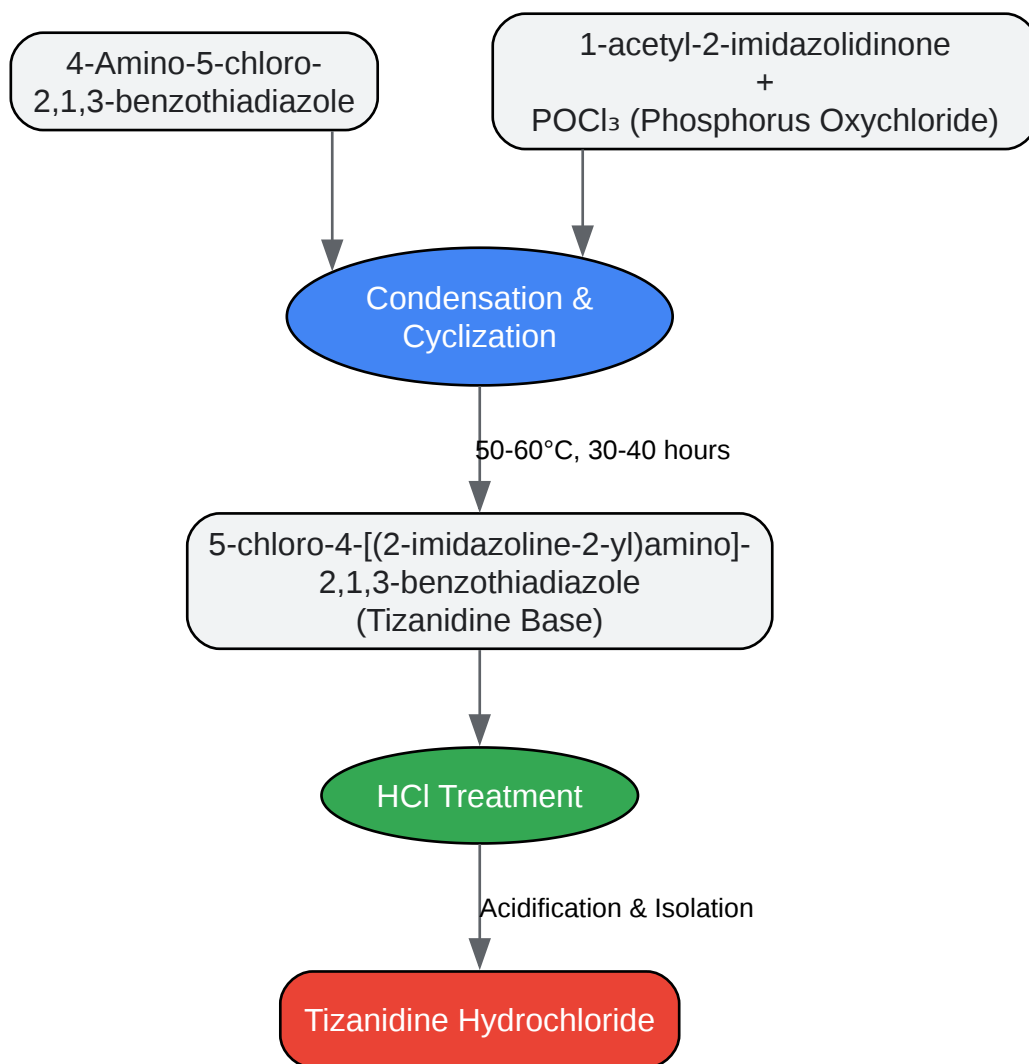 4-Amino-5-chloro-
2,1,3-benzothiadiazole
1-acetyl-2-imidazolidinone
+
POCl₃ (Phosphorus Oxychloride)
Condensation &
Cyclization
50-60°C, 30-40 hours
5-chloro-4-[(2-imidazoline-2-yl)amino]-
2,1,3-benzothiadiazole
(Tizanidine Base)
HCl Treatment
Acidification & Isolation
Tizanidine Hydrochloride